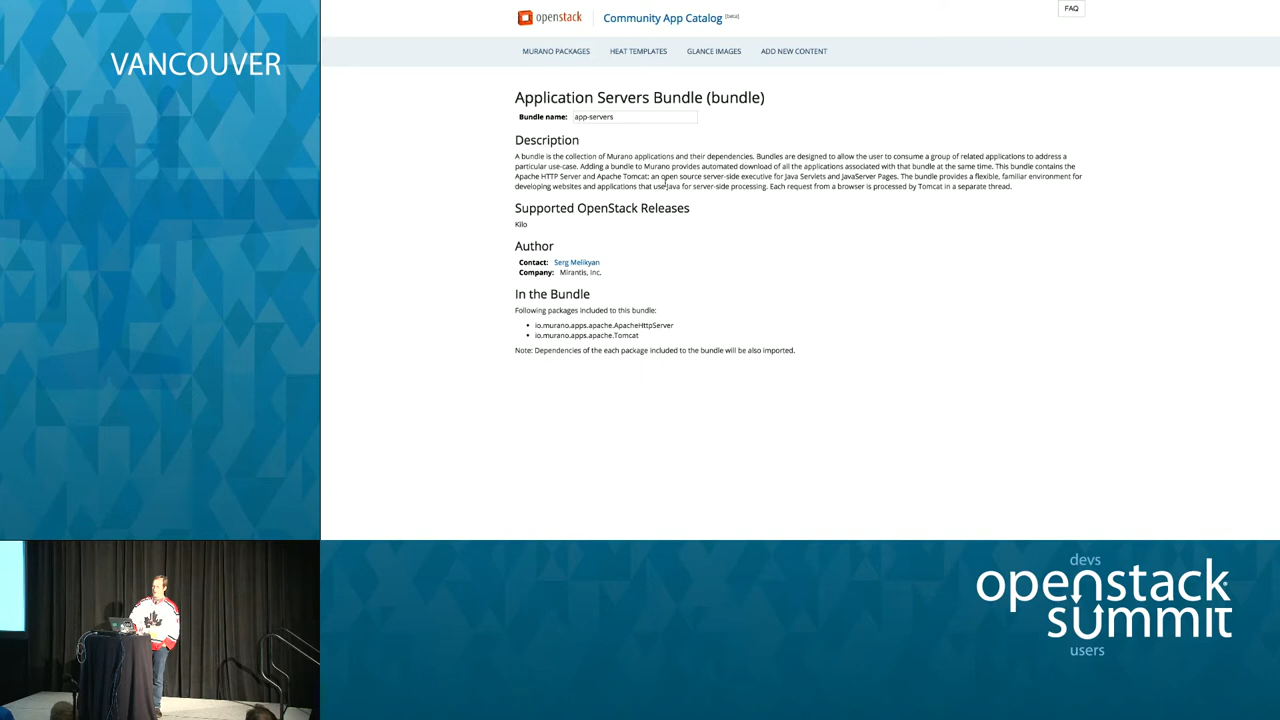 VANCOUVER
openstack
Community App Catalog [beta]
FAQ
MURANO PACKAGES HEAT TEMPLATES GLANCE IMAGES ADD NEW CONTENT
Application Servers Bundle (bundle)
Bundle name: app-servers
Description
A bundle is the collection of Murano applications and their dependencies. Bundles are designed to allow the user to consume a group of related applications to address a
particular use-case. Adding a bundle to Murano provides automated download of all the applications associated with that bundle at the same time. This bundle contains the
Apache HTTP Server and Apache Tomcat: an open source server-side executive for Java Servlets and JavaServer Pages. The bundle provides a flexible, familiar environment for
developing websites and applications that use Java for server-side processing. Each request from a browser is processed by Tomcat in a separate thread.
Supported OpenStack Releases
Kilo
Author
Contact: Serg Melikyan
Company: Mirantis, Inc.
In the Bundle
Following packages included to this bundle:
• io.murano.apps.apache.ApacheHttpServer
• io.murano.apps.apache.Tomcat
Note: Dependencies of the each package included to the bundle will be also imported.
devs
openstack
summit
users